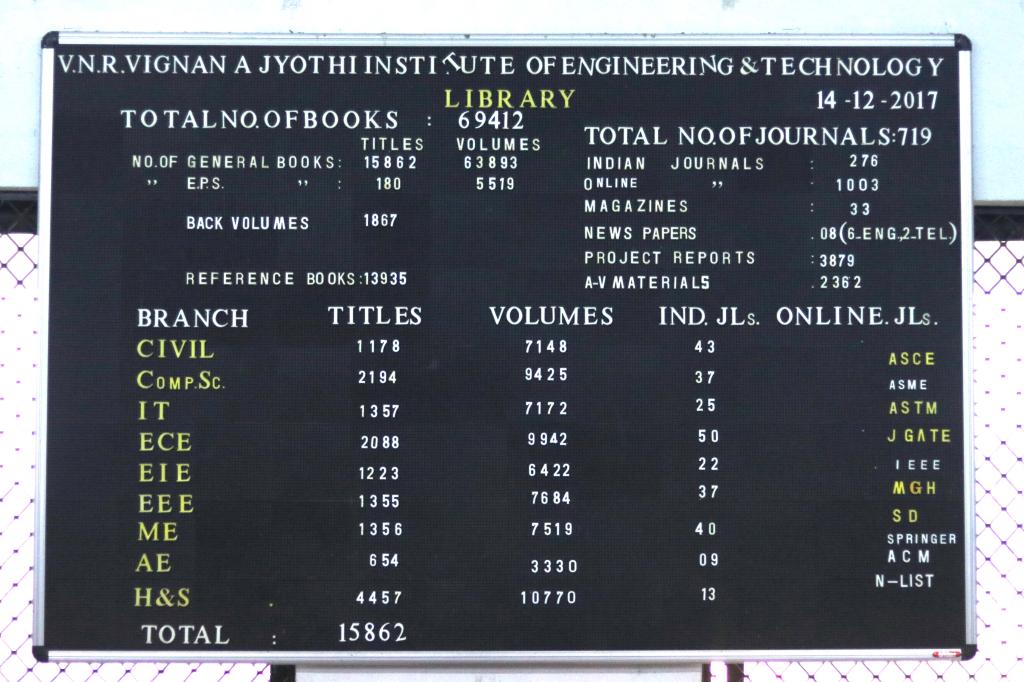 V.N.R.VIGNAN A JYOTHI INSTITUTE OF ENGINEERING & TECHNOLOGY
LIBRARY
14-12-2017
TOTAL NO.OF BOOKS : 69412
TITLES VOLUMES
NO.OF GENERAL BOOKS: 15862 63893
" E.P.S. " : 180 5519
BACK VOLUMES 1867
REFERENCE BOOKS:13935
TOTAL NO.OF JOURNALS:719
INDIAN JOURNALS : 276
ONLINE " : 1003
MAGAZINES : 33
NEWS PAPERS . 08(6-ENG.,2-TEL.)
PROJECT REPORTS :3879
A-V MATERIALS . 2362
BRANCH TITLES VOLUMES IND. JLs. ONLINE.JLs.
CIVIL 1178 7148 43 ASCE
COMP.SC. 2194 9425 37 ASME
IT 1357 7172 25 ASTM
ECE 2088 9942 50 J GATE
EIE 1223 6422 22 IEEE
EEE 1355 7684 37 MGH
SD
ME 1356 7519 40 SPRINGER
AE 654 3330 09 ACM
N-LIST
H&S 4457 10770 13
TOTAL : 15862